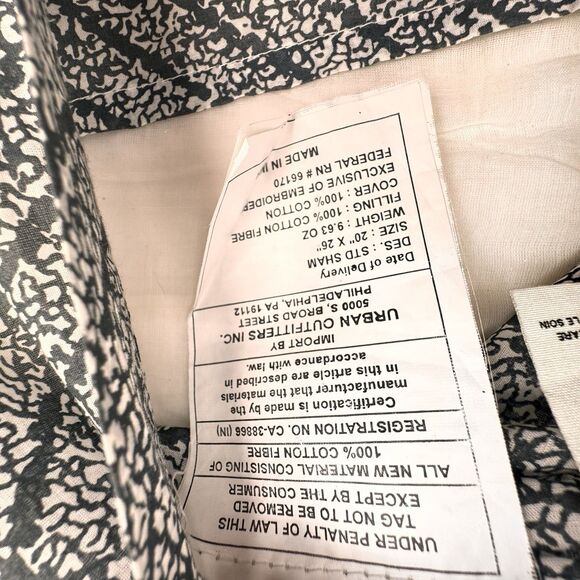 UNDER PENALTY OF LAW THIS
TAG NOT TO BE REMOVED
EXCEPT BY THE CONSUMER
ALL NEW MATERIAL CONSISTING OF
100% COTTON FIBRE
REGISTRATION NO. CA-38866 (IN)
Certification is made by the
manufacturer that the materials
in this article are described in
accordance with law.
IMPORT BY
URBAN OUTFITTERS INC.
5000 S, BROAD STREET
PHILADELPHIA, PA 19112
Date of Delivery
DES. : STD SHAM
SIZE : 20" X 26"
WEIGHT : 9.63 OZ
FILLING : 100% COTTON FIBRE
COVER : 100% COTTON
EXCLUSIVE OF EMBROIDER
FEDERAL RN # 66170
MADE IN IN
ARE
LE SOIN